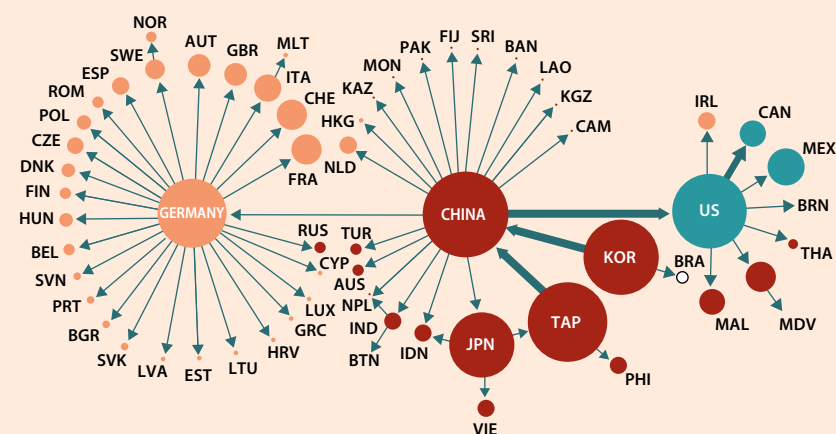 NOR
SWE
AUT
GBR
MLT
ESP
ITA
ROM
CHE
POL
CZE
FRA
DNK
FIN
HUN
GERMANY
BEL
SVN
PRT
BGR
SVK
LVA
EST
LTU
HRV
GRC
LUX
CYP
RUS
TUR
AUS
NPL
IND
BTN
IDN
NLD
HKG
KAZ
MON
PAK
FIJ
SRI
BAN
LAO
KGZ
CAM
CHINA
KOR
BRA
TAP
JPN
PHI
VIE
IRL
CAN
MEX
US
BRN
THA
MAL
MDV